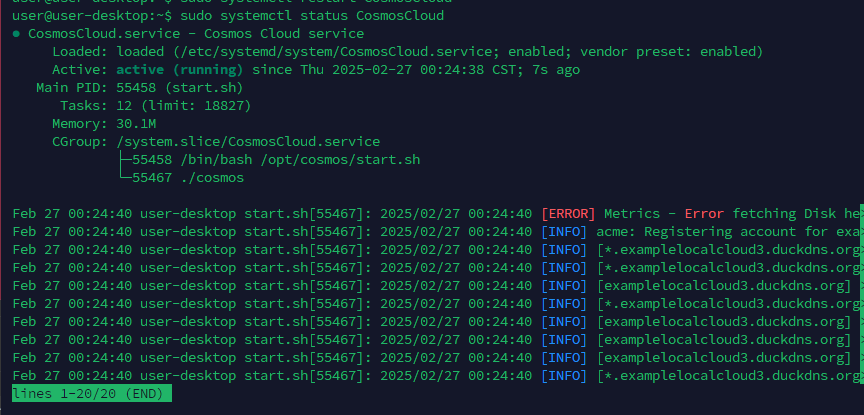 user@user-desktop:~$ sudo systemctl restart CosmosCloud
user@user-desktop:~$ sudo systemctl status CosmosCloud
● CosmosCloud.service - Cosmos Cloud service
Loaded: loaded (/etc/systemd/system/CosmosCloud.service; enabled; vendor preset: enabled)
Active: active (running) since Thu 2025-02-27 00:24:38 CST; 7s ago
Main PID: 55458 (start.sh)
Tasks: 12 (limit: 18827)
Memory: 30.1M
CGroup: /system.slice/CosmosCloud.service
├─55458 /bin/bash /opt/cosmos/start.sh
└─55467 ./cosmos
Feb 27 00:24:40 user-desktop start.sh[55467]: 2025/02/27 00:24:40 [ERROR] Metrics - Error fetching Disk he>
Feb 27 00:24:40 user-desktop start.sh[55467]: 2025/02/27 00:24:40 [INFO] acme: Registering account for exa>
Feb 27 00:24:40 user-desktop start.sh[55467]: 2025/02/27 00:24:40 [INFO] [*.examplelocalcloud3.duckdns.org>
Feb 27 00:24:40 user-desktop start.sh[55467]: 2025/02/27 00:24:40 [INFO] [*.examplelocalcloud3.duckdns.org>
Feb 27 00:24:40 user-desktop start.sh[55467]: 2025/02/27 00:24:40 [INFO] [examplelocalcloud3.duckdns.org] >
Feb 27 00:24:40 user-desktop start.sh[55467]: 2025/02/27 00:24:40 [INFO] [*.examplelocalcloud3.duckdns.org>
Feb 27 00:24:40 user-desktop start.sh[55467]: 2025/02/27 00:24:40 [INFO] [examplelocalcloud3.duckdns.org] >
Feb 27 00:24:40 user-desktop start.sh[55467]: 2025/02/27 00:24:40 [INFO] [examplelocalcloud3.duckdns.org] >
Feb 27 00:24:40 user-desktop start.sh[55467]: 2025/02/27 00:24:40 [INFO] [examplelocalcloud3.duckdns.org] >
Feb 27 00:24:40 user-desktop start.sh[55467]: 2025/02/27 00:24:40 [INFO] [*.examplelocalcloud3.duckdns.org>
lines 1-20/20 (END)